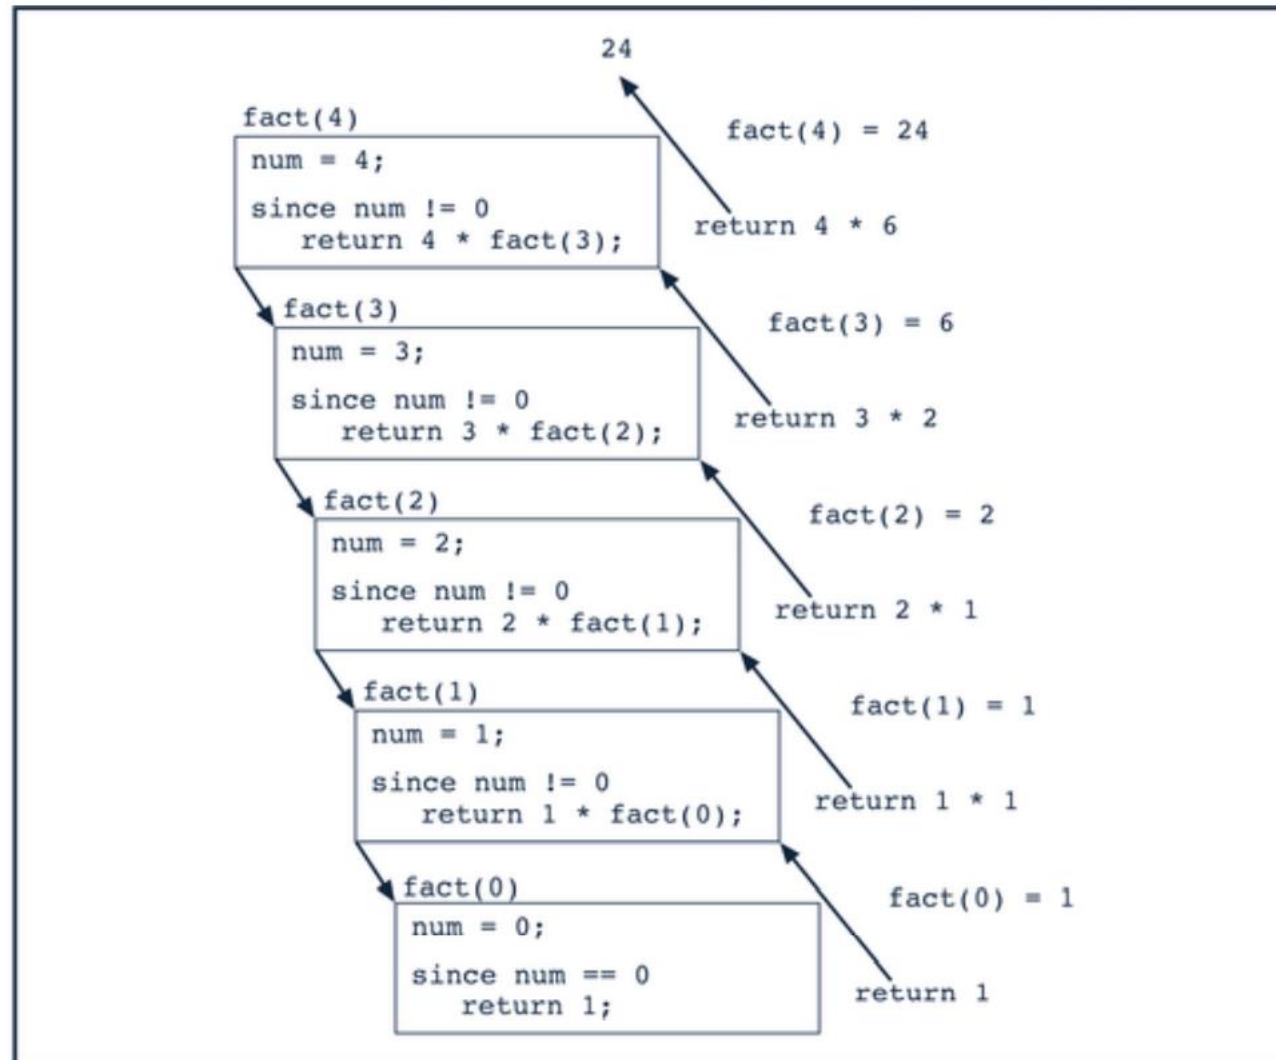 24
fact(4)
fact(4) = 24
num = 4;
since num != 0
return 4 * fact(3);
return 4 * 6
fact(3)
fact(3) = 6
num = 3;
since num != 0
return 3 * fact(2);
return 3 * 2
fact(2)
fact(2) = 2
num = 2;
since num != 0
return 2 * fact(1);
return 2 * 1
fact(1)
fact(1) = 1
num = 1;
since num != 0
return 1 * fact(0);
return 1 * 1
fact(0)
fact(0) = 1
num = 0;
since num == 0
return 1;
return 1